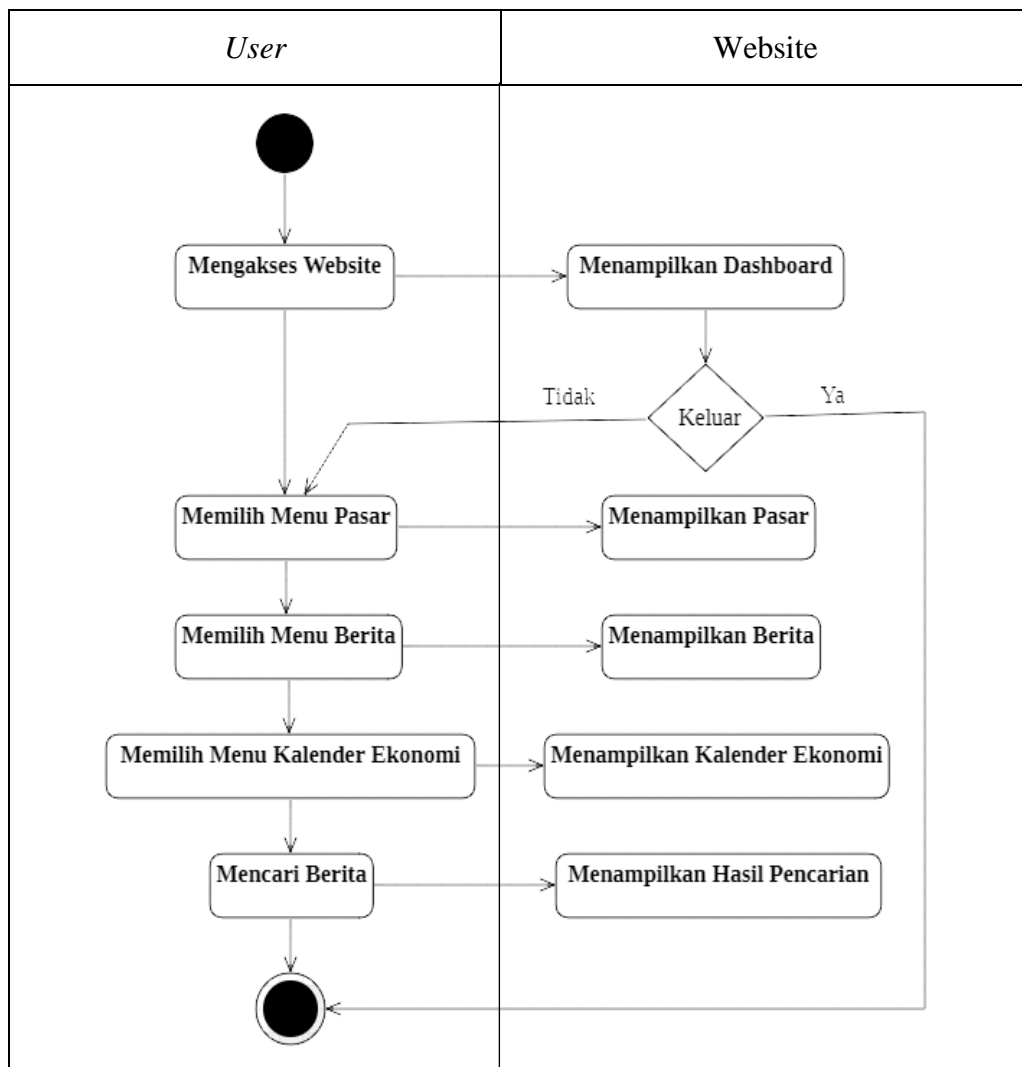 User
Website
Mengakses Website
Menampilkan Dashboard
Tidak
Ya
Keluar
Memilih Menu Pasar
Menampilkan Pasar
Memilih Menu Berita
Menampilkan Berita
Memilih Menu Kalender Ekonomi
Menampilkan Kalender Ekonomi
Mencari Berita
Menampilkan Hasil Pencarian